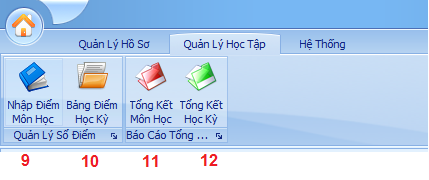 Quản Lý Hồ Sơ Quản Lý Học Tập Hệ Thống
Nhập Điểm Bảng Điểm Tổng Kết Tổng Kết
Môn Học Học Kỳ Môn Học Học Kỳ
Quản Lý Sổ Điểm Báo Cáo Tổng ...
9 10 11 12